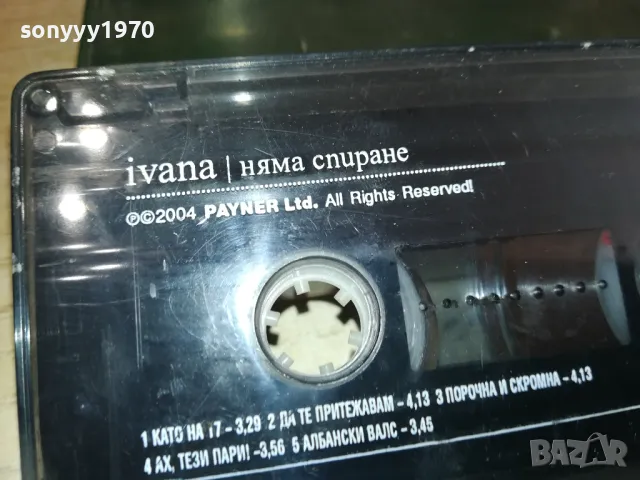 sonyyy1970
ivana | няма спиране
℗©2004 PAYNER Ltd. All Rights Reserved!
1 КАТО НА 17 – 3,29 2 ДА ТЕ ПРИТЕЖАВАМ – 4,13 3 ПОРОЧНА И СКРОМНА – 4,13
4 АХ, ТЕЗИ ПАРИ! –3,56 5 АЛБАНСКИ ВАЛС – 3,45
BAZAR